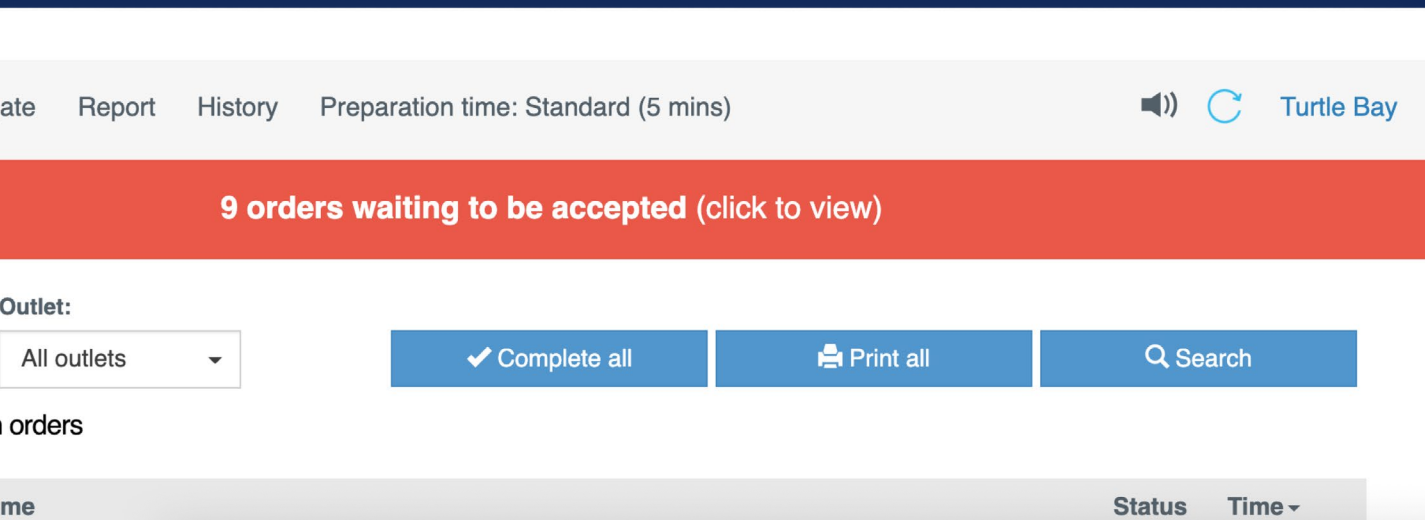 ate Report History Preparation time: Standard (5 mins) Turtle Bay
9 orders waiting to be accepted (click to view)
Outlet:
All outlets Complete all Print all Search
orders
me Status Time